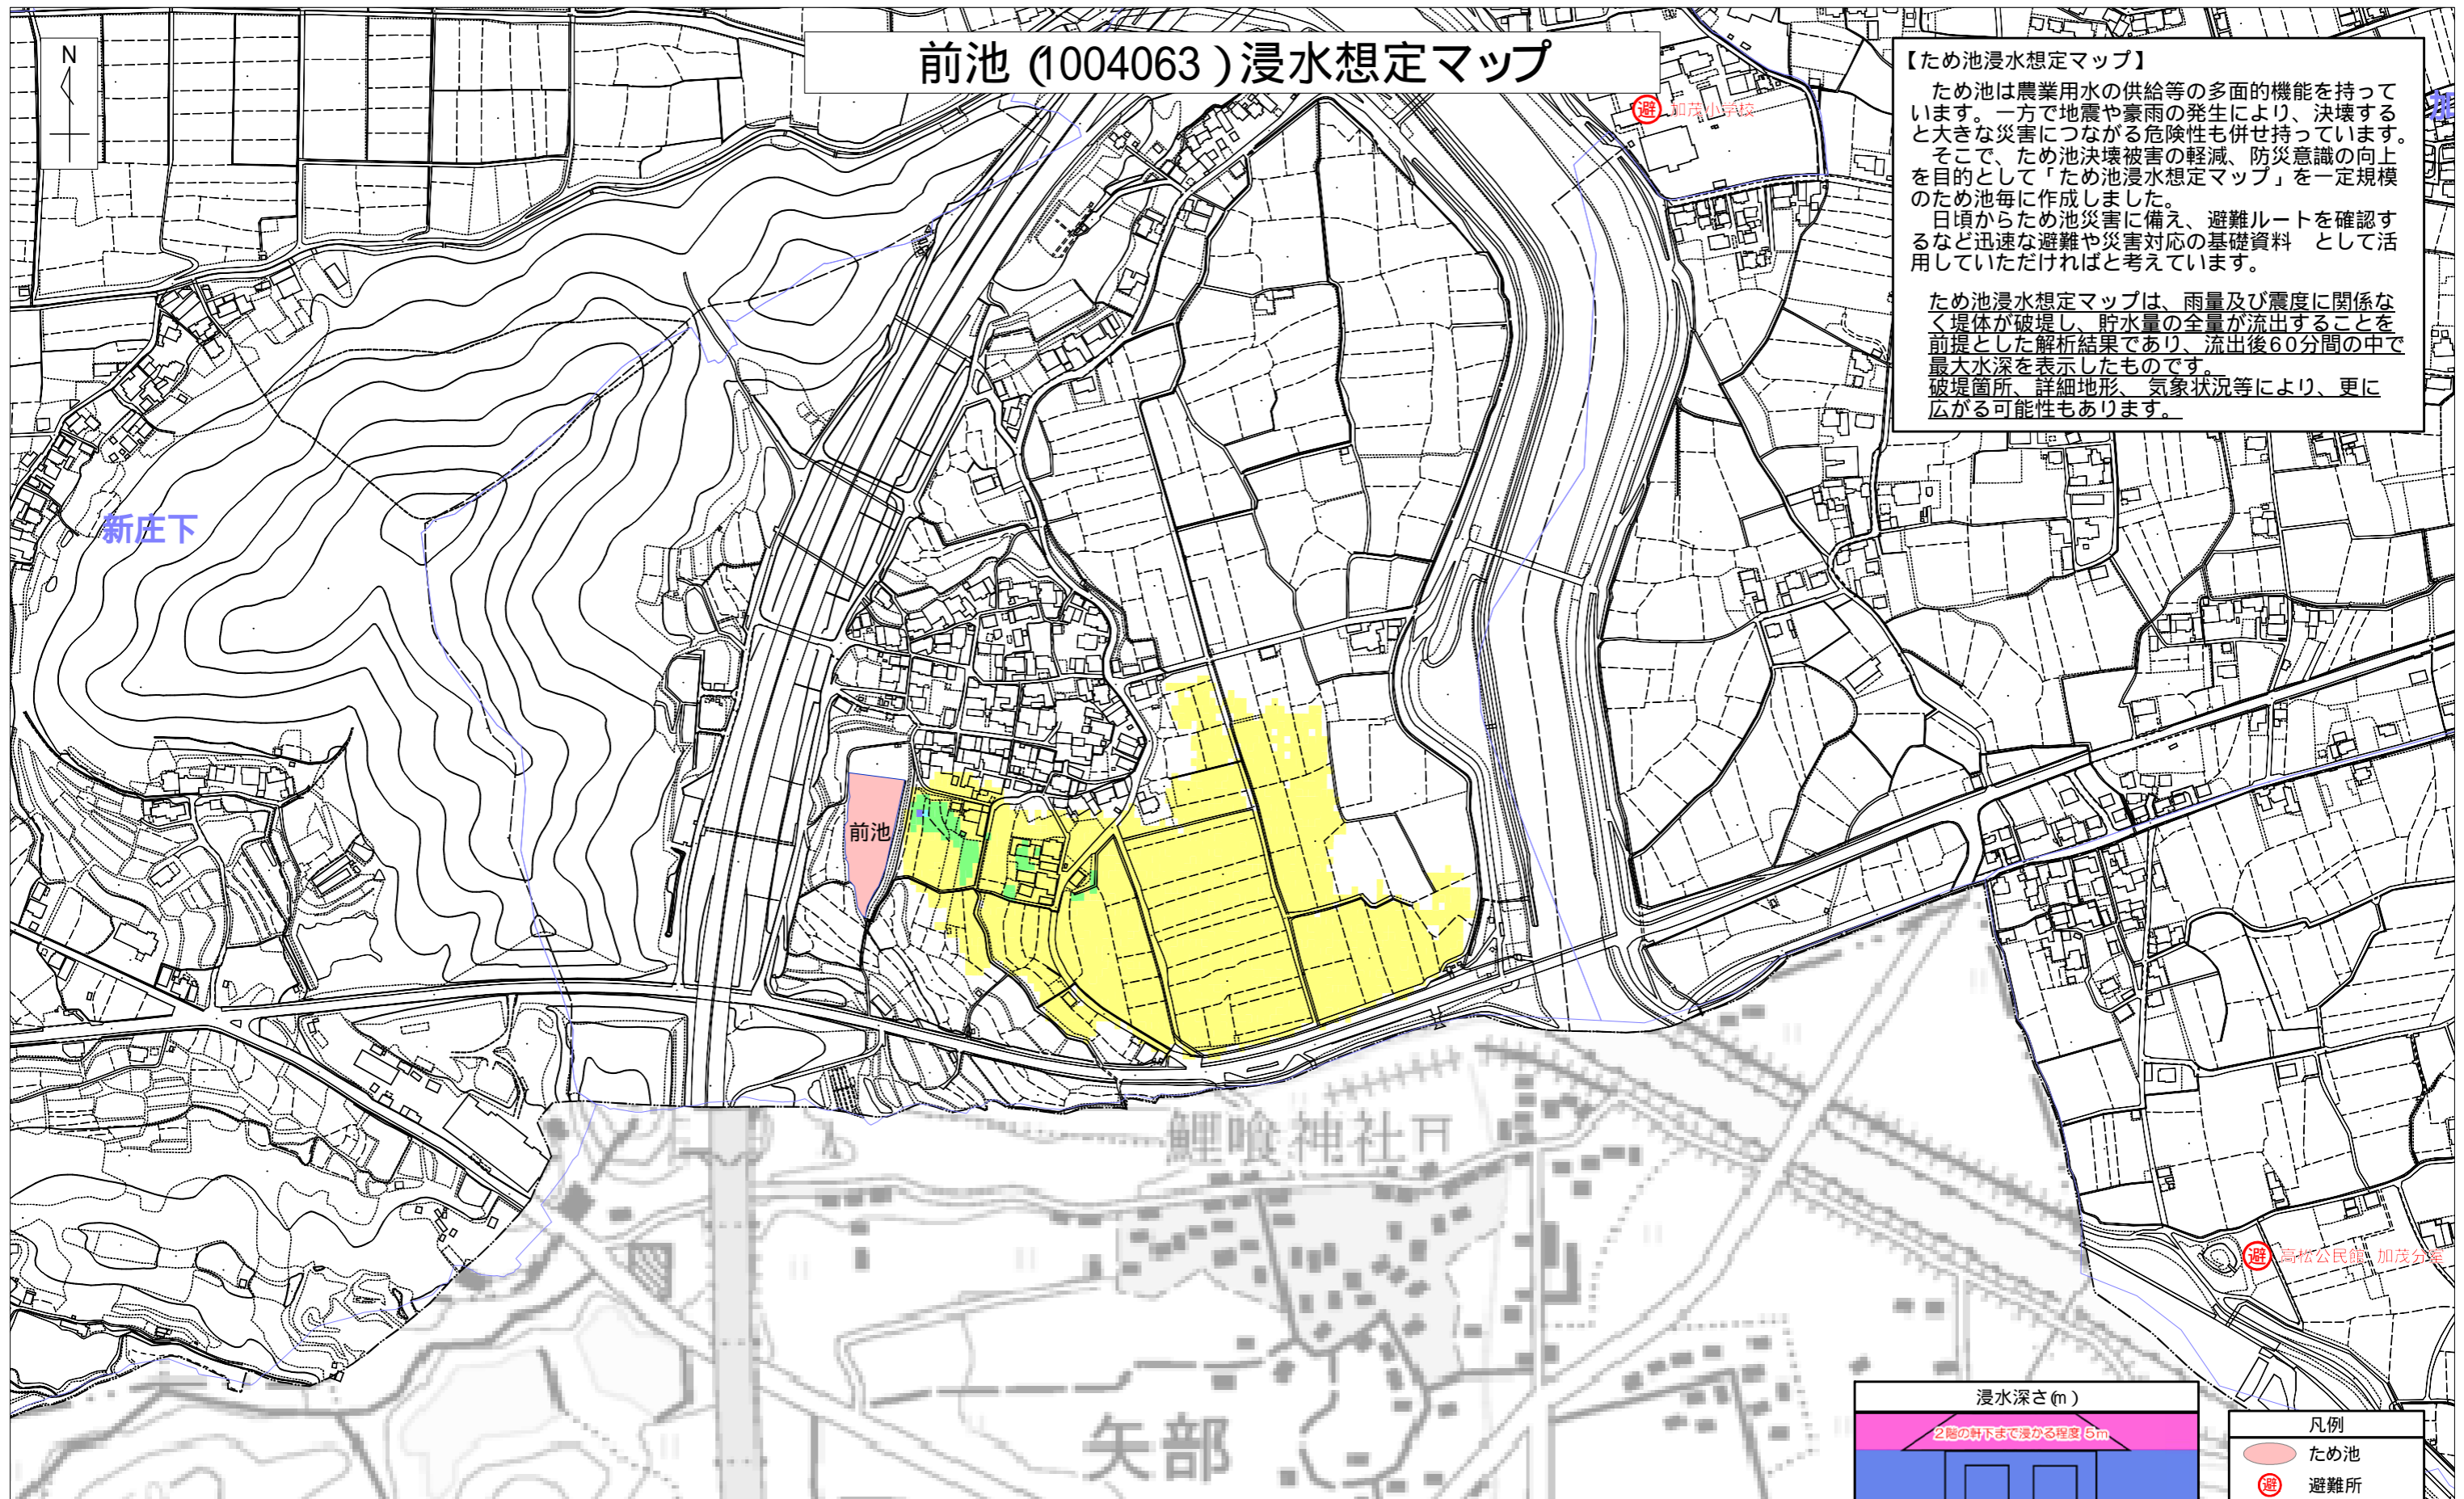 前池(1004063)浸水想定マップ
N
【ため池浸水想定マップ】
ため池は農業用水の供給等の多面的機能を持って
います。一方で地震や豪雨の発生により、決壊する
と大きな災害につながる危険性も併せ持っています。
そこで、ため池決壊被害の軽減、防災意識の向上
を目的として「ため池浸水想定マップ」を一定規模
のため池毎に作成しました。
日頃からため池災害に備え、避難ルートを確認す
るなど迅速な避難や災害対応の基礎資料 として活
用していただければと考えています。
ため池浸水想定マップは、雨量及び震度に関係な
く堤体が破堤し、貯水量の全量が流出することを
前提とした解析結果であり、流出後60分間の中で
最大水深を表示したものです。
破堤箇所、詳細地形、気象状況等により、更に
広がる可能性もあります。
避 加茂小学校
新庄下
前池
鯉喰神社
避 高松公民館 加茂分室
矢部
浸水深さ(m)
2階の軒下まで浸かる程度 5m
凡例
ため池
避 避難所